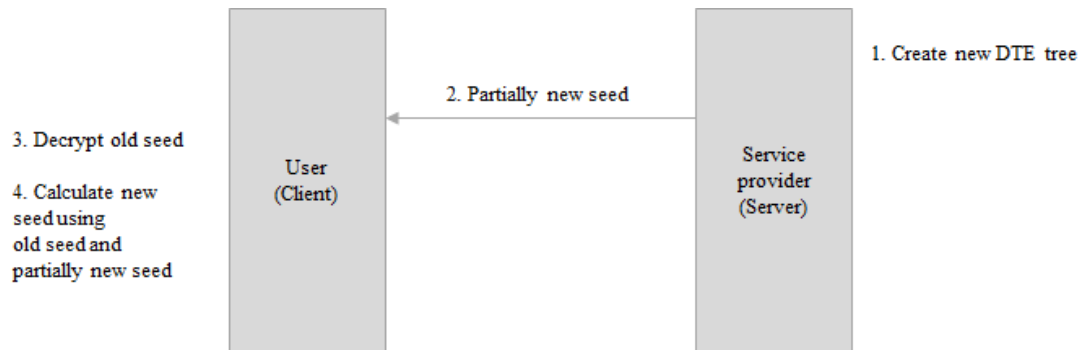 1. Create new DTE tree
2. Partially new seed
3. Decrypt old seed
4. Calculate new
seed using
old seed and
partially new seed
User
(Client)
Service
provider
(Server)